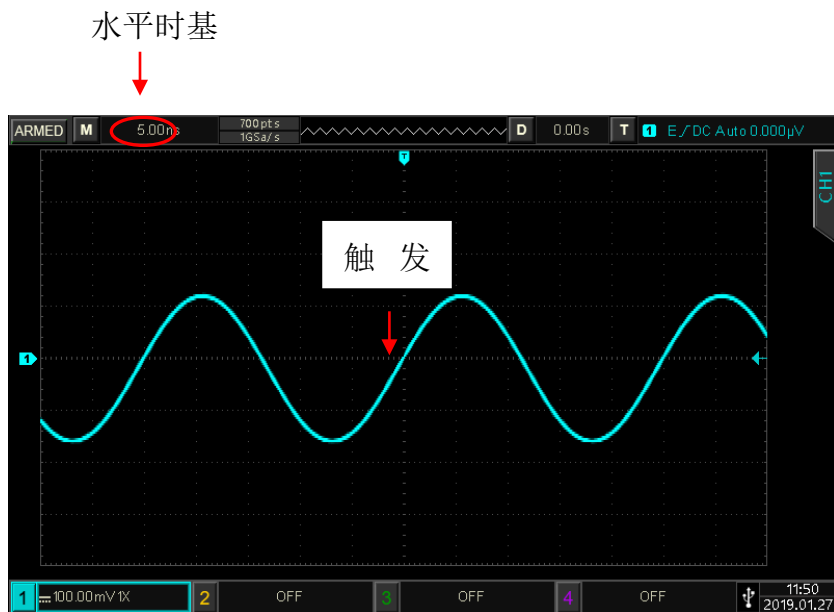 水平时基
ARMED M 5.00ns 700pts 1GSa/s D 0.00s T 1 E DC Auto 0.000μV
T
CH1
触 发
1
1 100.00mV 1X 2 OFF 3 OFF 4 OFF 11:50
2019.01.27